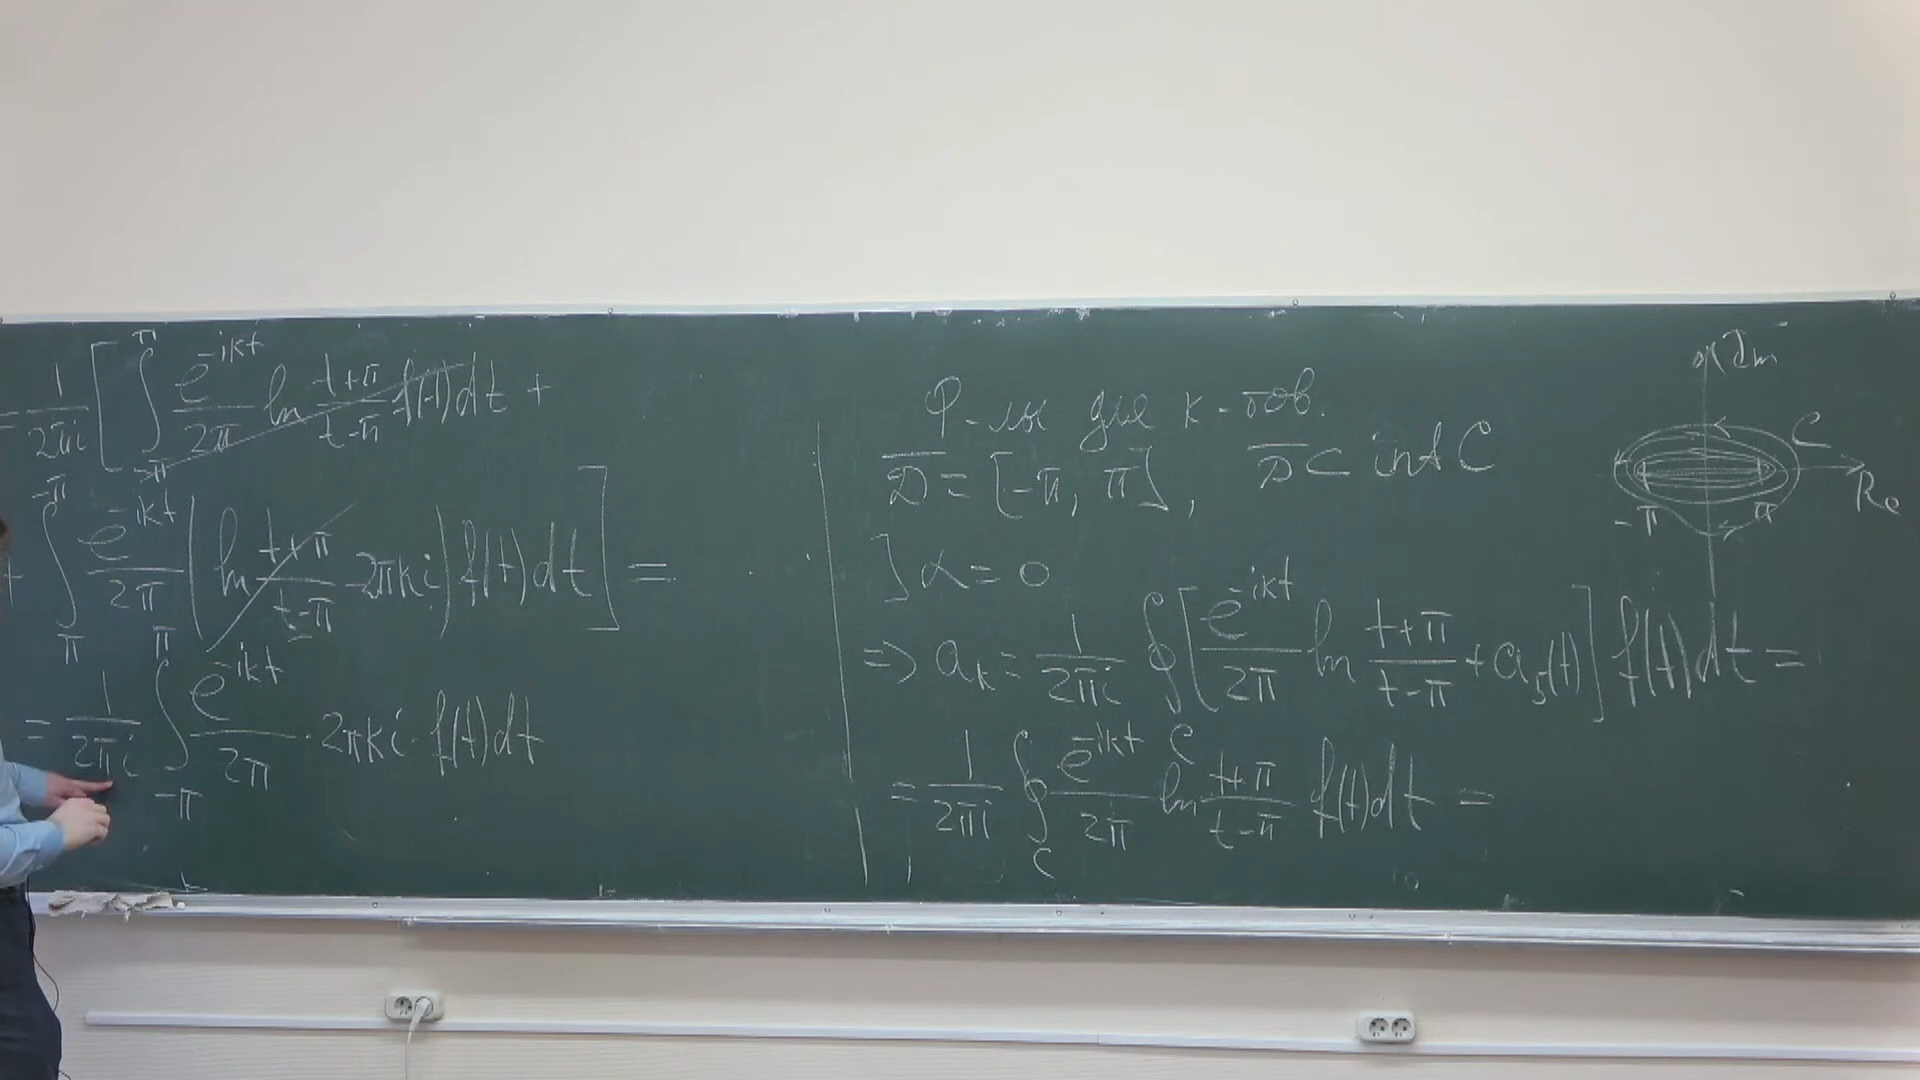 = 1/(2πi) [ ∫_{-π}^{π} e^{-ikt}/(2π) ln (t+π)/(t-π) f(t)dt +
+ ∫_{π}^{-π} e^{-ikt}/(2π) (ln (t+π)/(t-π) - 2πki) f(t)dt ] =
= 1/(2πi) ∫_{-π}^{π} e^{-ikt}/(2π) · 2πki · f(t)dt
Ф-лы для к-тов.
D̅ = [-π, π], D̅ ⊂ int C
] α = 0
=> a_k = 1/(2πi) ∮_C [ e^{-ikt}/(2π) ln (t+π)/(t-π) + a_5(t) ] f(t)dt =
= 1/(2πi) ∮_C e^{-ikt}/(2π) ln (t+π)/(t-π) f(t)dt =
Im
C
Re
-π
π